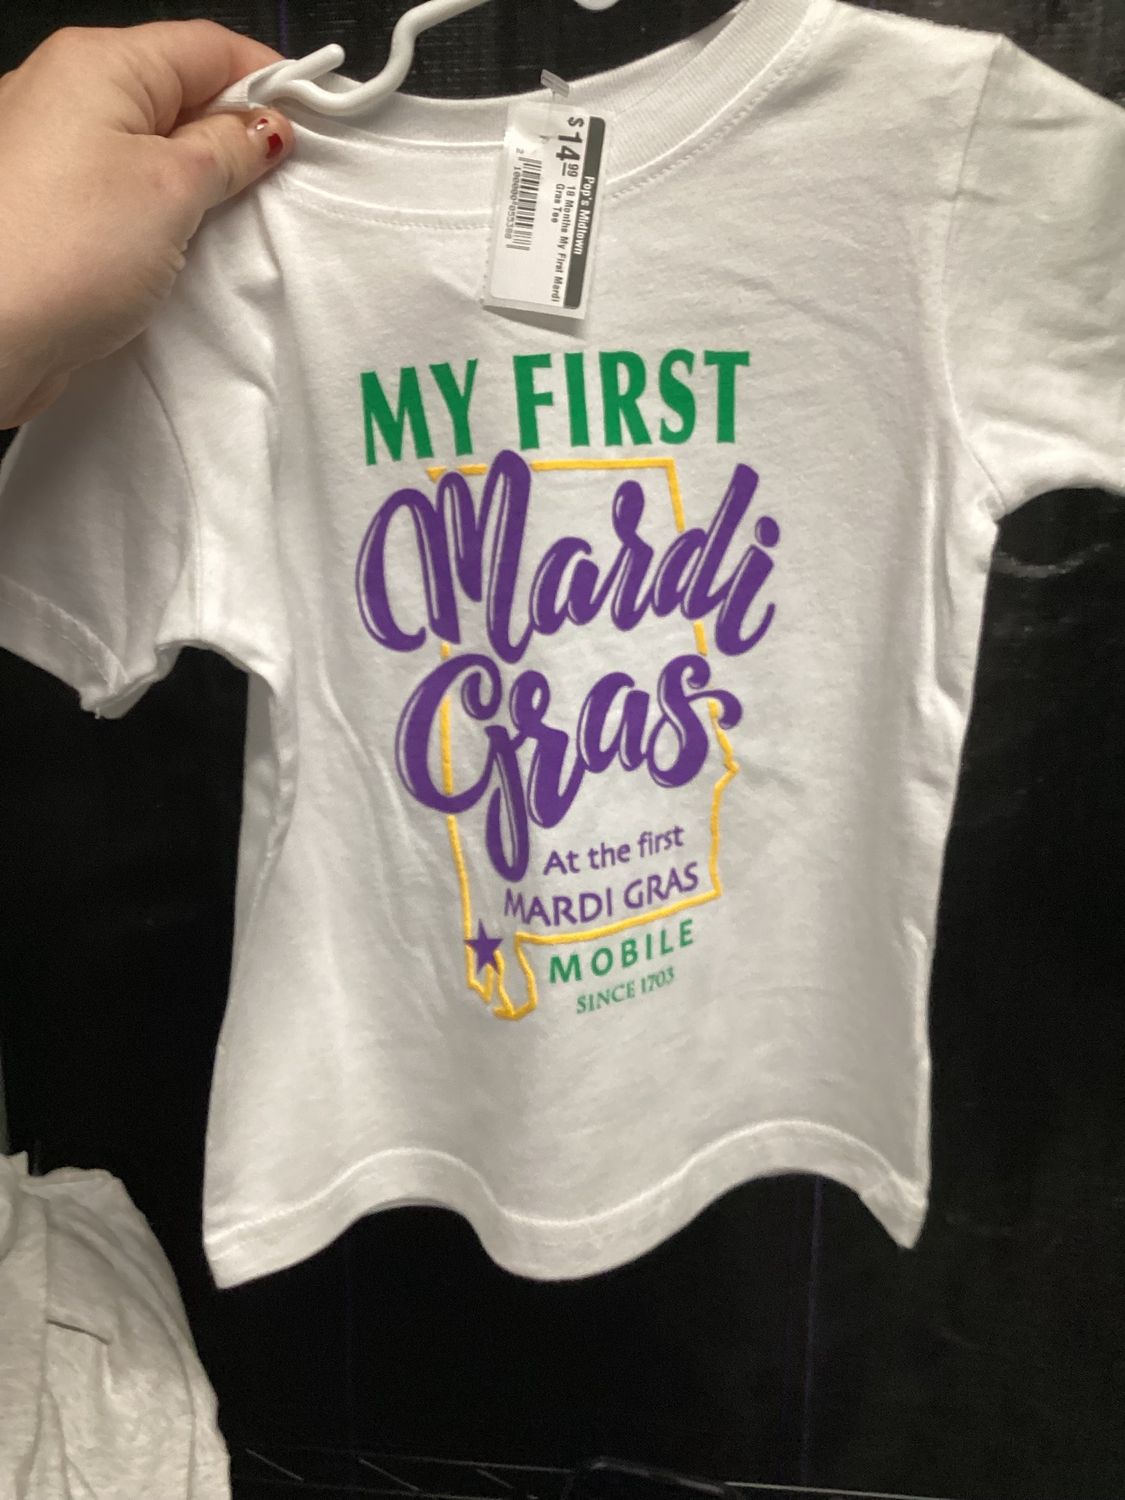 Pop's Midtown
$14.99 18 Months My First Mardi
Gras Tee
MY FIRST
Mardi
Gras
At the first
MARDI GRAS
MOBILE
SINCE 1703